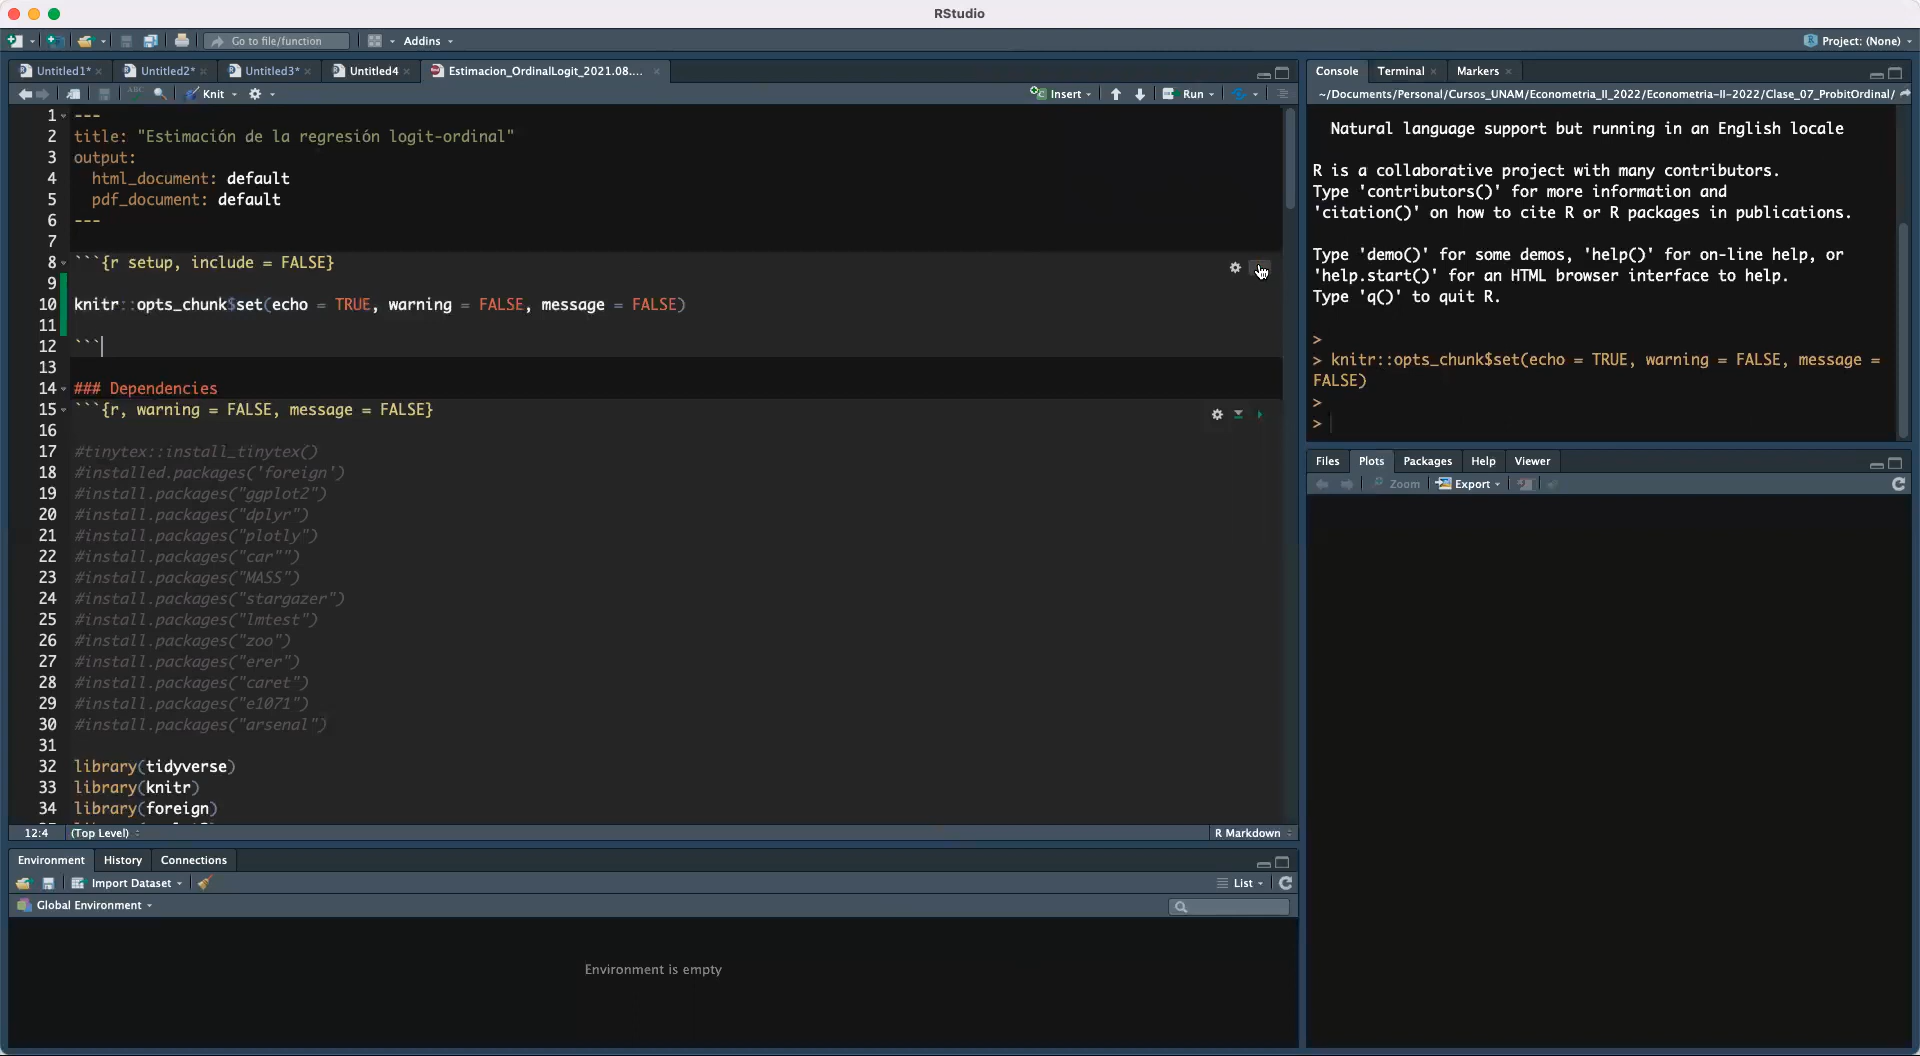 RStudio
Go to file/function
Addins
Project: (None)
Untitled1*
Untitled2*
Untitled3*
Untitled4
Estimacion_OrdinalLogit_2021.08....
Knit
Insert
Run
1 ---
2 title: "Estimación de la regresión logit-ordinal"
3 output:
4   html_document: default
5   pdf_document: default
6 ---
7
8 ```{r setup, include = FALSE}
9
10 knitr::opts_chunk$set(echo = TRUE, warning = FALSE, message = FALSE)
11
12 ```
13
14 ### Dependencies
15 ```{r, warning = FALSE, message = FALSE}
16
17 #tinytex::install_tinytex()
18 #installed.packages('foreign')
19 #install.packages("ggplot2")
20 #install.packages("dplyr")
21 #install.packages("plotly")
22 #install.packages("car"")
23 #install.packages("MASS")
24 #install.packages("stargazer")
25 #install.packages("lmtest")
26 #install.packages("zoo")
27 #install.packages("erer")
28 #install.packages("caret")
29 #install.packages("e1071")
30 #install.packages("arsenal")
31
32 library(tidyverse)
33 library(knitr)
34 library(foreign)
12:4
(Top Level)
R Markdown
Environment
History
Connections
Import Dataset
List
Global Environment
Environment is empty
Console
Terminal
Markers
~/Documents/Personal/Cursos_UNAM/Econometria_II_2022/Econometria-II-2022/Clase_07_ProbitOrdinal/
Natural language support but running in an English locale
R is a collaborative project with many contributors.
Type 'contributors()' for more information and
'citation()' on how to cite R or R packages in publications.
Type 'demo()' for some demos, 'help()' for on-line help, or
'help.start()' for an HTML browser interface to help.
Type 'q()' to quit R.
>
> knitr::opts_chunk$set(echo = TRUE, warning = FALSE, message =
FALSE)
>
>
Files
Plots
Packages
Help
Viewer
Zoom
Export